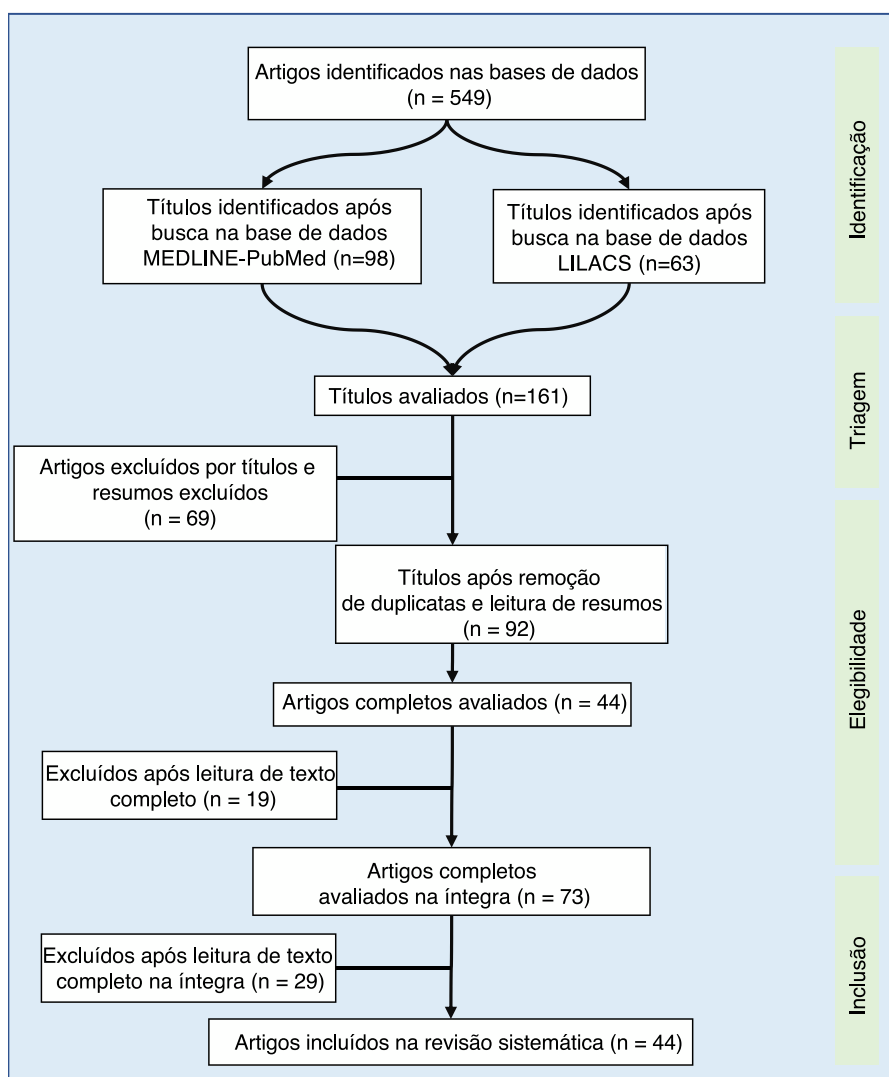 Artigos identificados nas bases de dados
(n = 549)
Identificação
Títulos identificados após
busca na base de dados
MEDLINE-PubMed (n=98)
Títulos identificados após
busca na base de dados
LILACS (n=63)
Triagem
Títulos avaliados (n=161)
Artigos excluídos por títulos e
resumos excluídos
(n = 69)
Elegibilidade
Títulos após remoção
de duplicatas e leitura de resumos
(n = 92)
Artigos completos avaliados (n = 44)
Excluídos após leitura de texto
completo (n = 19)
Artigos completos
avaliados na íntegra (n = 73)
Inclusão
Excluídos após leitura de texto
completo na íntegra (n = 29)
Artigos incluídos na revisão sistemática (n = 44)